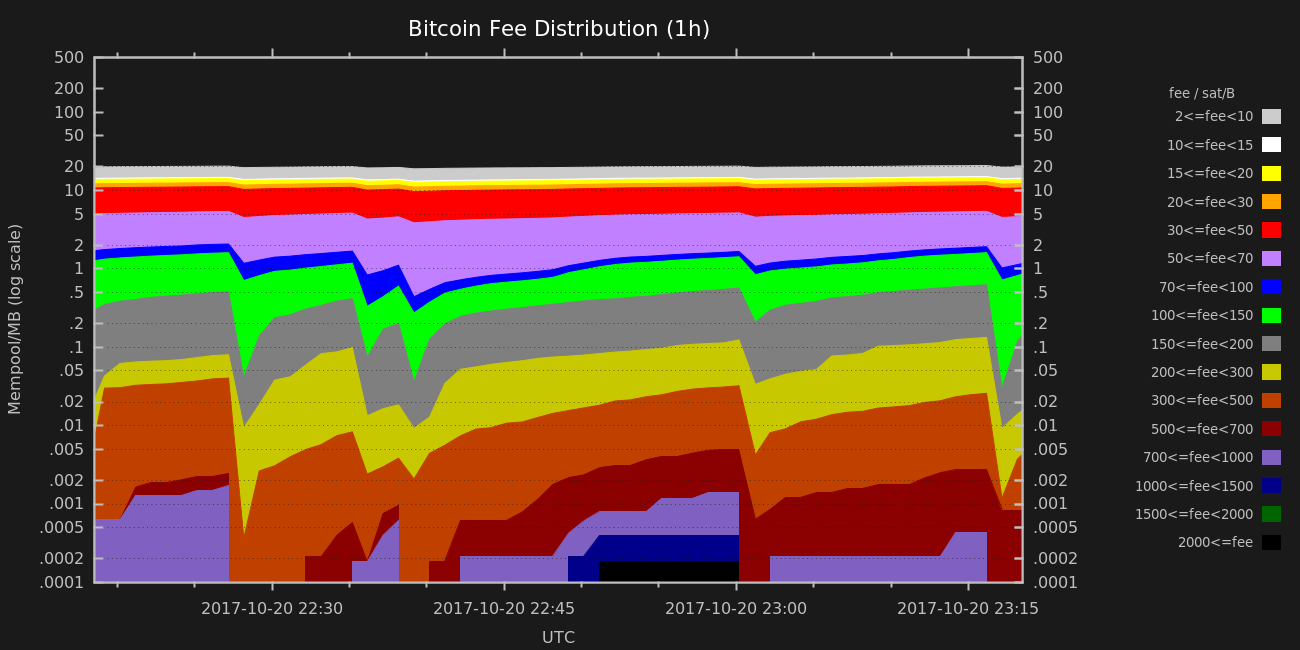 Bitcoin Fee Distribution (1h)
500
200
100
50
20
10
5
2
1
.5
.2
.1
.05
.02
.01
.005
.002
.001
.0005
.0002
.0001
Mempool/MB (log scale)
500
200
100
50
20
10
5
2
1
.5
.2
.1
.05
.02
.01
.005
.002
.001
.0005
.0002
.0001
fee / sat/B
2<=fee<10
10<=fee<15
15<=fee<20
20<=fee<30
30<=fee<50
50<=fee<70
70<=fee<100
100<=fee<150
150<=fee<200
200<=fee<300
300<=fee<500
500<=fee<700
700<=fee<1000
1000<=fee<1500
1500<=fee<2000
2000<=fee
2017-10-20 22:30 2017-10-20 22:45 2017-10-20 23:00 2017-10-20 23:15
UTC